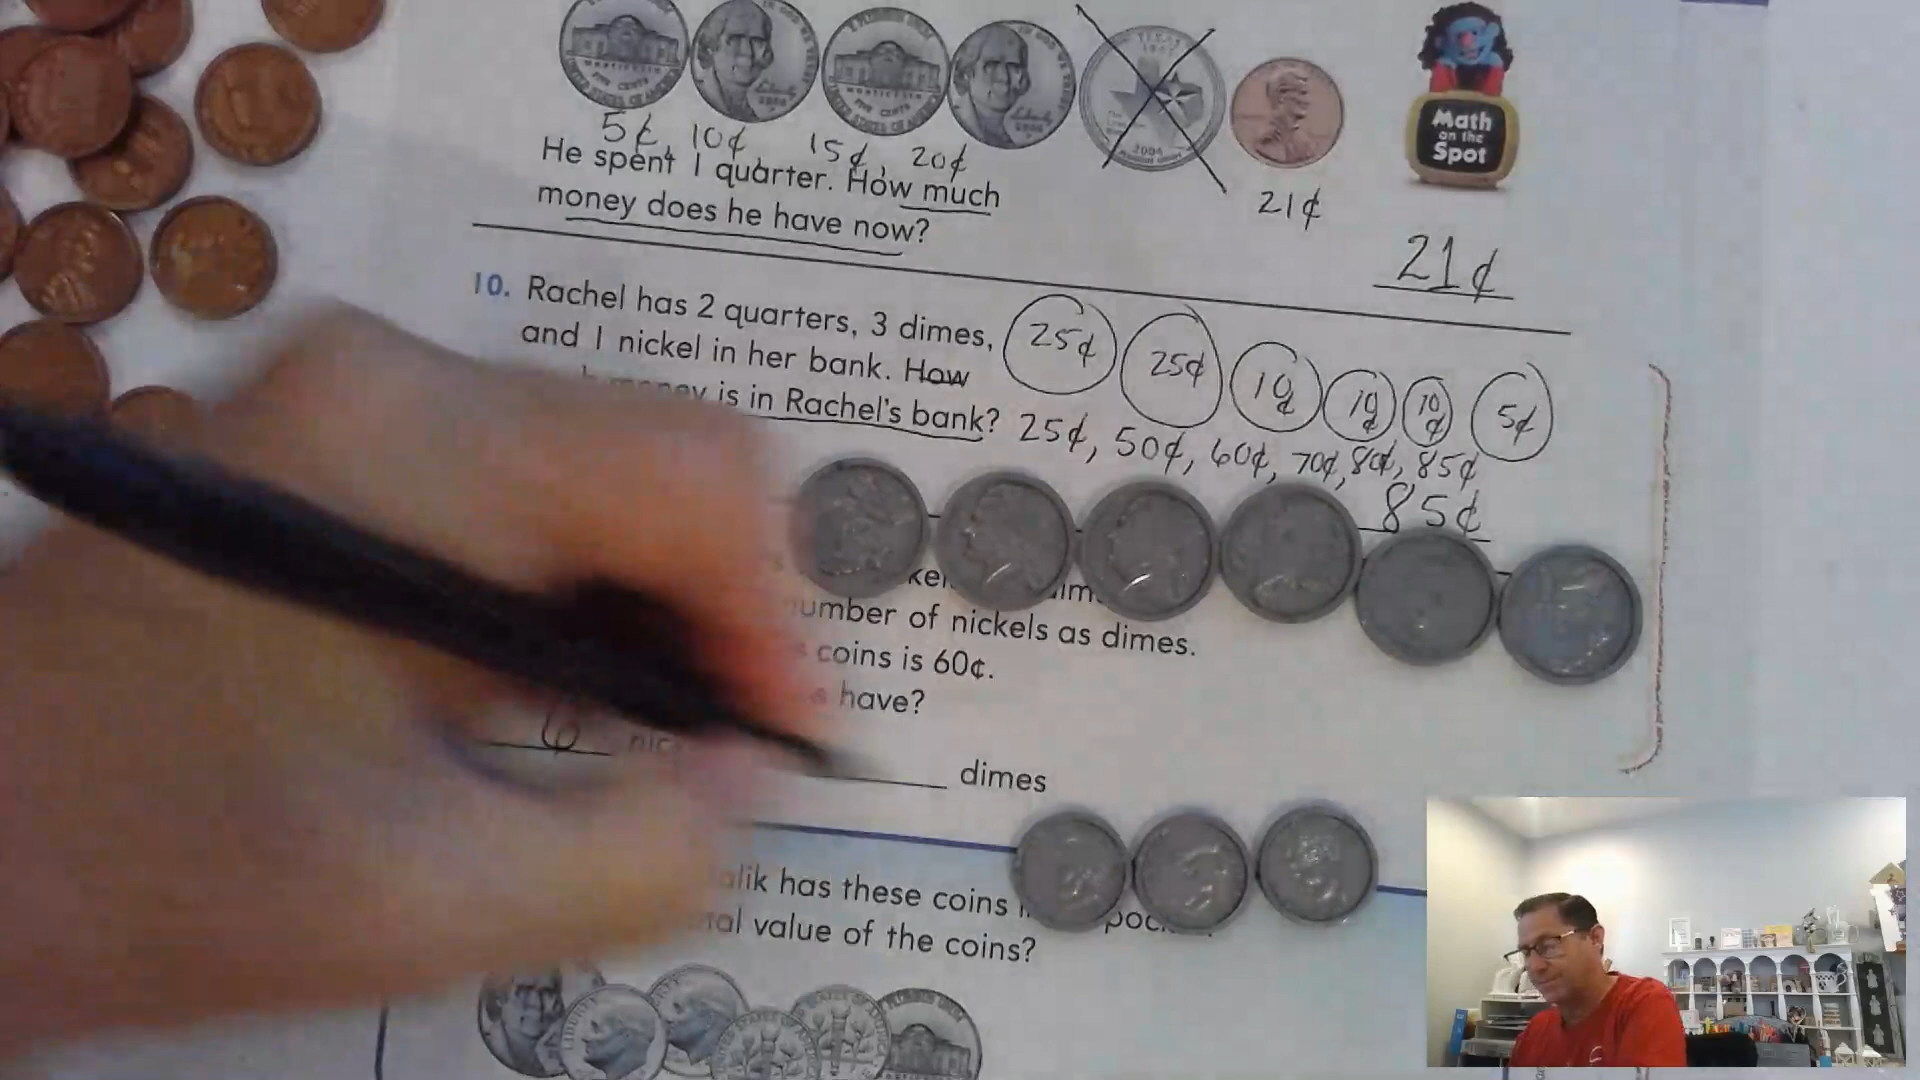 5¢, 10¢, 15¢, 20¢
He spent 1 quarter. How much
money does he have now?
21¢
21¢
Math
on the
Spot
10. Rachel has 2 quarters, 3 dimes,
and 1 nickel in her bank. How
is in Rachel's bank?
25¢ 25¢ 10¢ 10¢ 10¢ 5¢
25¢, 50¢, 60¢, 70¢, 80¢, 85¢
85¢
number of nickels as dimes.
coins is 60¢.
have?
6
dimes
has these coins
value of the coins?